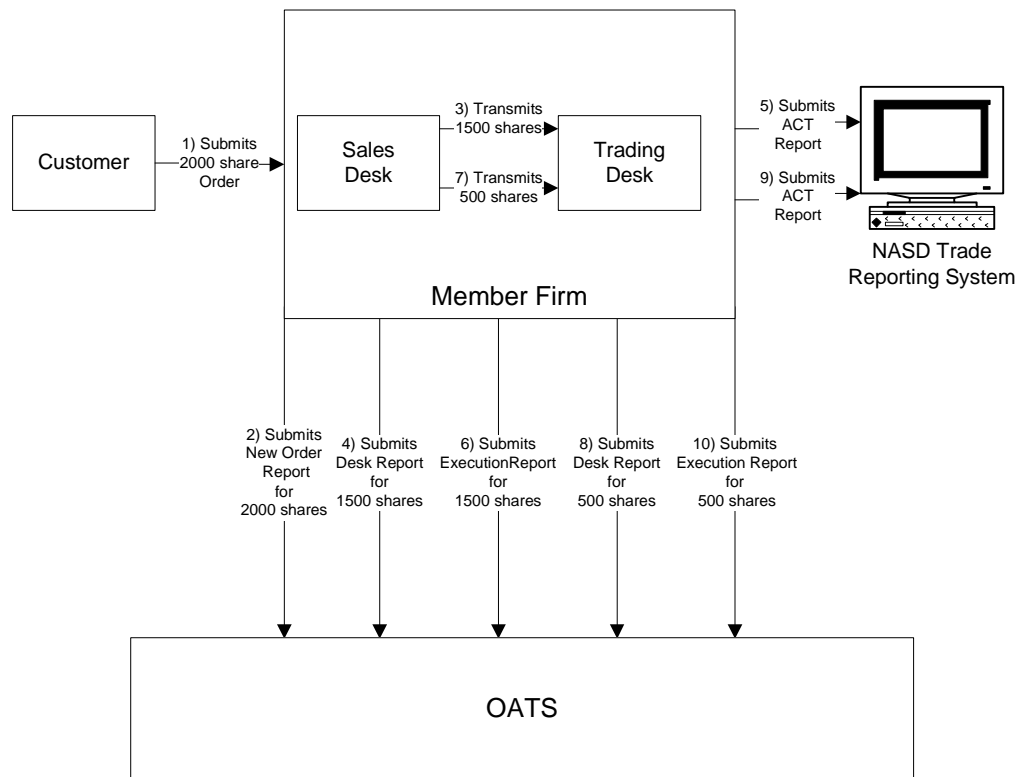 Customer
1) Submits
2000 share
Order
Sales
Desk
3) Transmits
1500 shares
7) Transmits
500 shares
Trading
Desk
5) Submits
ACT
Report
9) Submits
ACT
Report
NASD Trade
Reporting System
Member Firm
2) Submits
New Order
Report
for
2000 shares
4) Submits
Desk Report
for
1500 shares
6) Submits
ExecutionReport
for
1500 shares
8) Submits
Desk Report
for
500 shares
10) Submits
Execution Report
for
500 shares
OATS